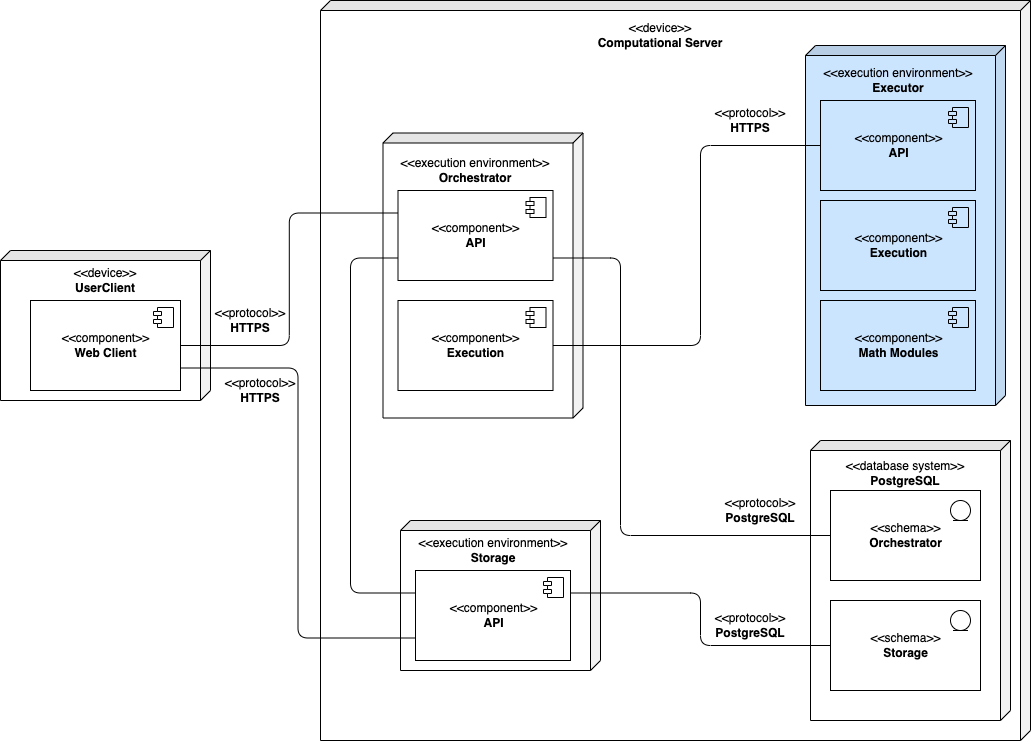 <<device>>
Computational Server
<<execution environment>>
Executor
<<component>>
API
<<component>>
Execution
<<component>>
Math Modules
<<protocol>>
HTTPS
<<execution environment>>
Orchestrator
<<component>>
API
<<component>>
Execution
<<device>>
UserClient
<<component>>
Web Client
<<protocol>>
HTTPS
<<protocol>>
HTTPS
<<database system>>
PostgreSQL
<<schema>>
Orchestrator
<<schema>>
Storage
<<protocol>>
PostgreSQL
<<execution environment>>
Storage
<<component>>
API
<<protocol>>
PostgreSQL